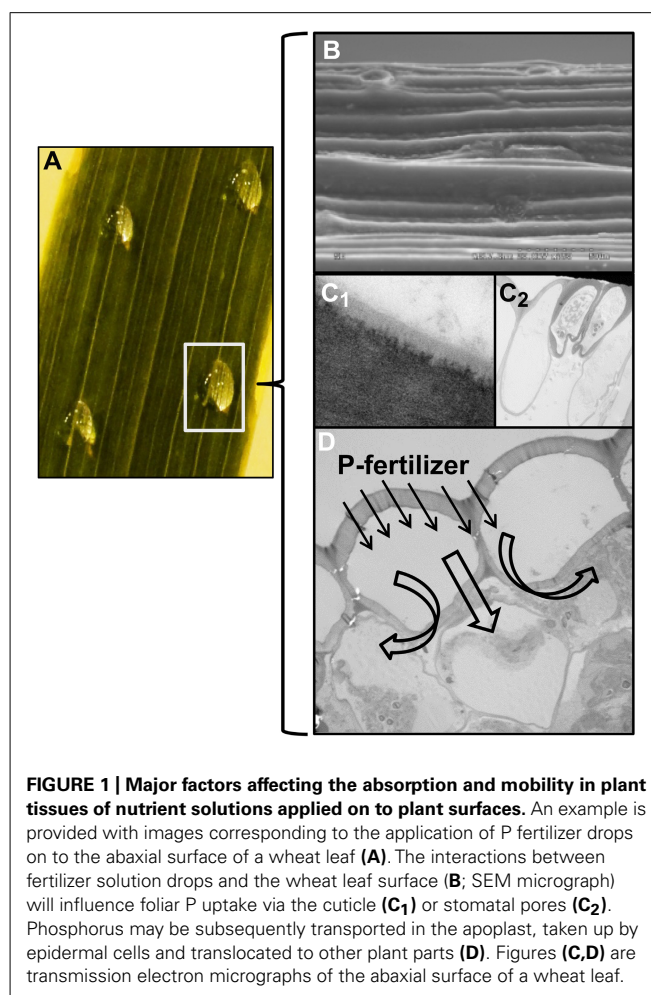 A
B
C1
C2
D
P-fertilizer
FIGURE 1 | Major factors affecting the absorption and mobility in plant
tissues of nutrient solutions applied on to plant surfaces. An example is
provided with images corresponding to the application of P fertilizer drops
on to the abaxial surface of a wheat leaf (A). The interactions between
fertilizer solution drops and the wheat leaf surface (B; SEM micrograph)
will influence foliar P uptake via the cuticle (C1) or stomatal pores (C2).
Phosphorus may be subsequently transported in the apoplast, taken up by
epidermal cells and translocated to other plant parts (D). Figures (C,D) are
transmission electron micrographs of the abaxial surface of a wheat leaf.